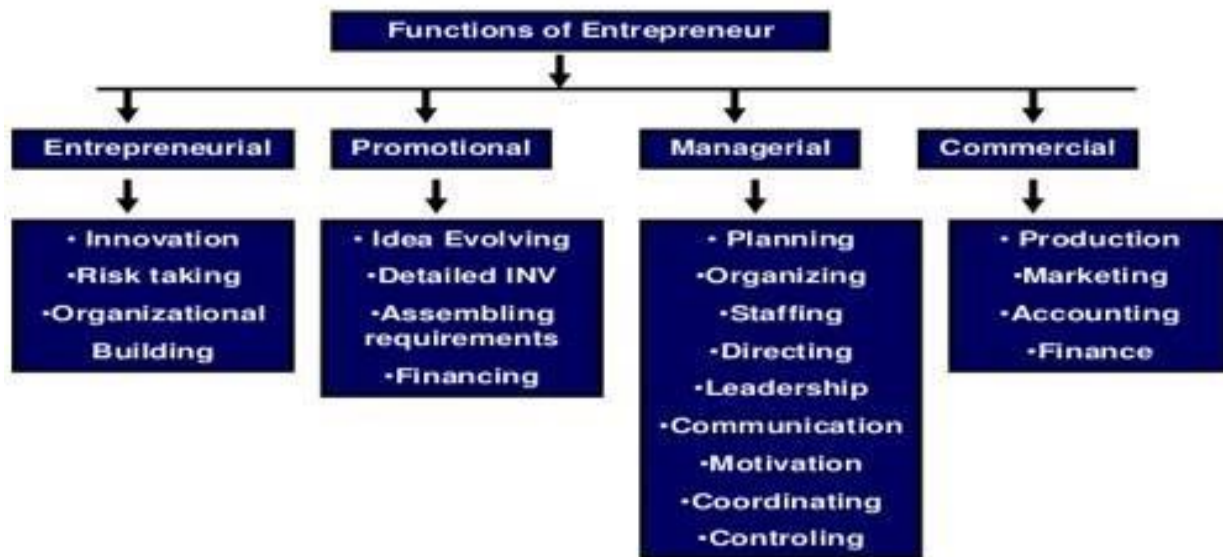 Functions of Entrepreneur
Entrepreneurial
Promotional
Managerial
Commercial
• Innovation
•Risk taking
•Organizational
Building
• Idea Evolving
•Detailed INV
•Assembling
requirements
•Financing
• Planning
•Organizing
•Staffing
•Directing
•Leadership
•Communication
•Motivation
•Coordinating
•Controling
• Production
•Marketing
•Accounting
•Finance